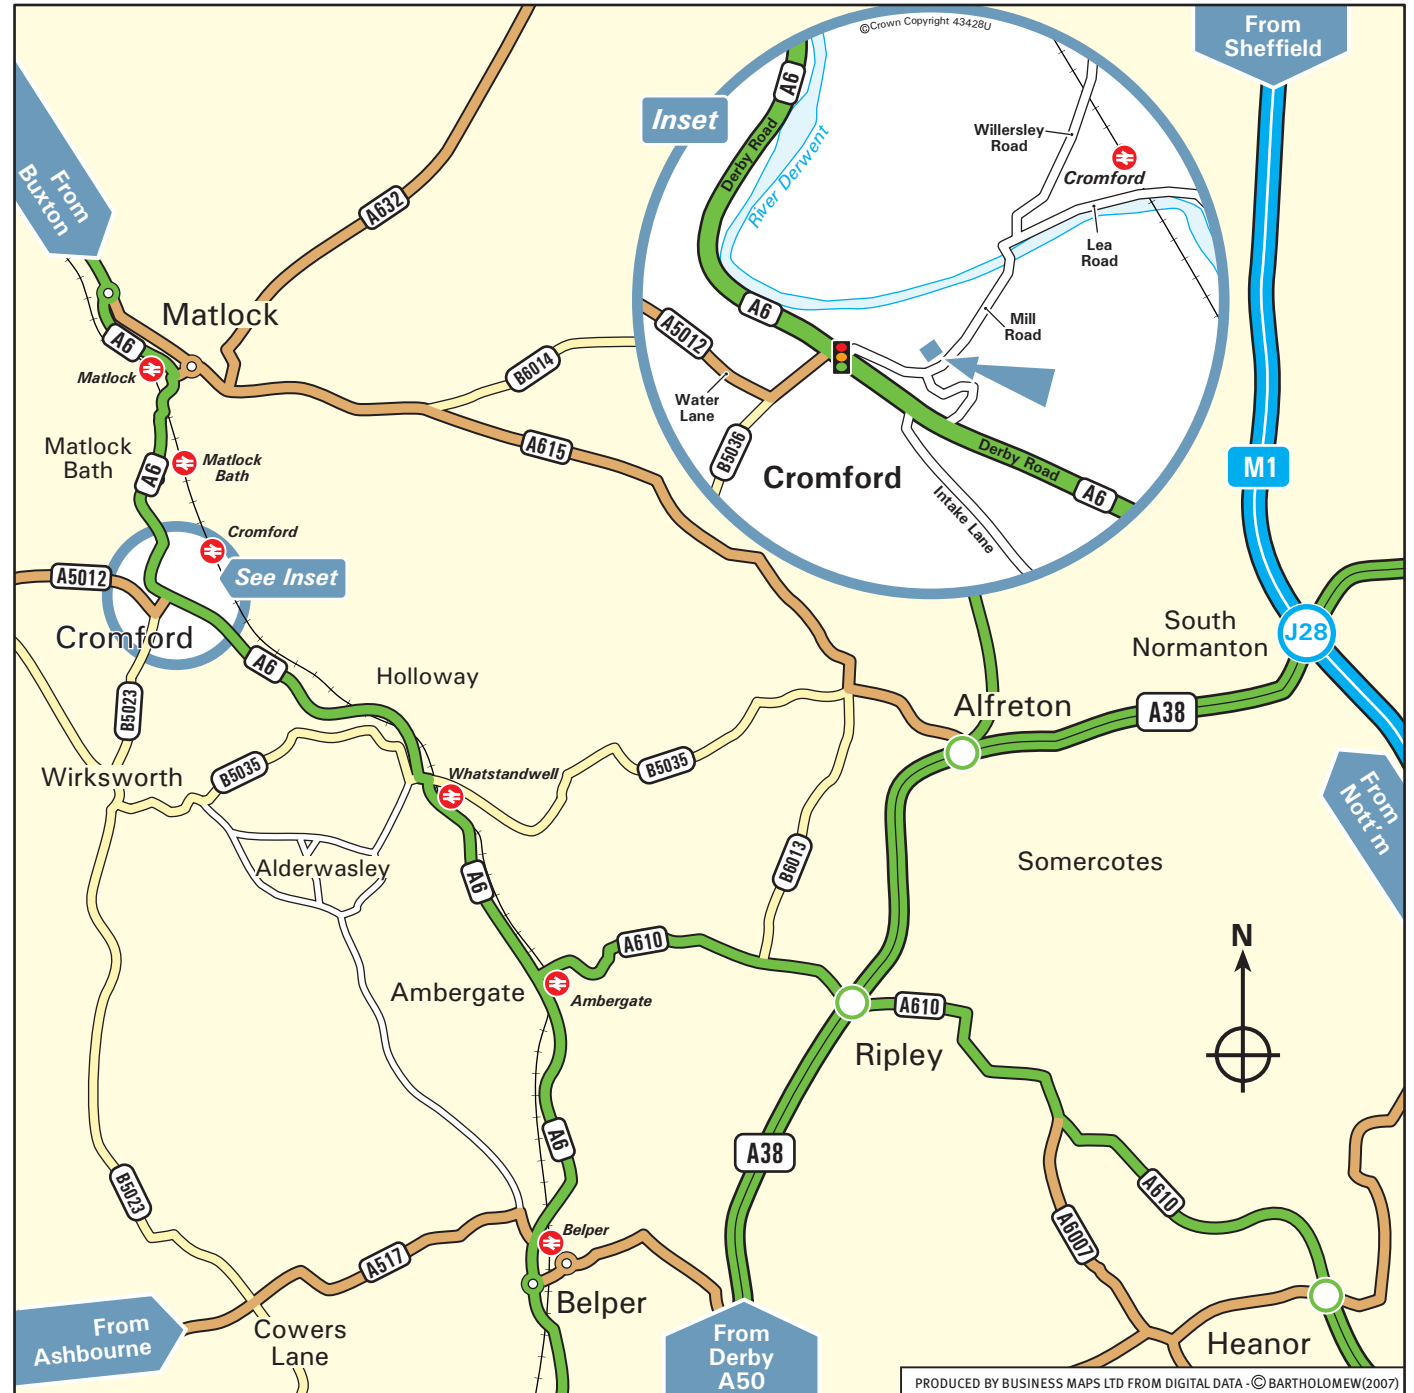 ©Crown Copyright 43428U
From
Sheffield
Inset
A6
Derby Road
River Derwent
Willersley
Road
Cromford
Lea
Road
Mill
Road
A6
A5012
Water
Lane
B5036
Cromford
Derby Road
A6
Intake Lane
From
Buxton
A632
Matlock
A6
Matlock
B6014
A615
Matlock
Bath
A6
Matlock
Bath
M1
Cromford
See Inset
A5012
Cromford
A6
South
Normanton
J28
Holloway
B5023
Alfreton
A38
Wirksworth
B5035
Whatstandwell
B5035
From
Nott'm
Alderwasley
A6
B6013
Somercotes
A610
N
Ambergate
Ambergate
A610
Ripley
A6
A38
B5023
A610
A6007
Belper
A517
Belper
From
Ashbourne
Cowers
Lane
From
Derby
A50
Heanor
PRODUCED BY BUSINESS MAPS LTD FROM DIGITAL DATA - © BARTHOLOMEW(2007)